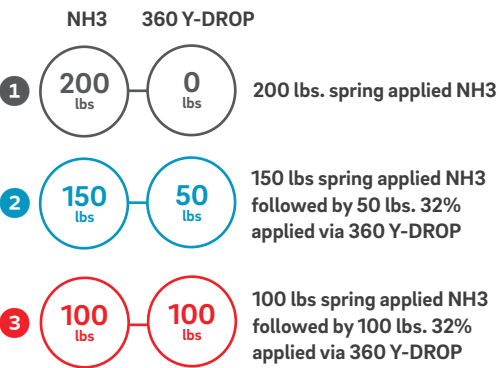 NH3 360 Y-DROP
1 200 lbs 0 lbs 200 lbs. spring applied NH3
2 150 lbs 50 lbs 150 lbs spring applied NH3
followed by 50 lbs. 32%
applied via 360 Y-DROP
3 100 lbs 100 lbs 100 lbs spring applied NH3
followed by 100 lbs. 32%
applied via 360 Y-DROP